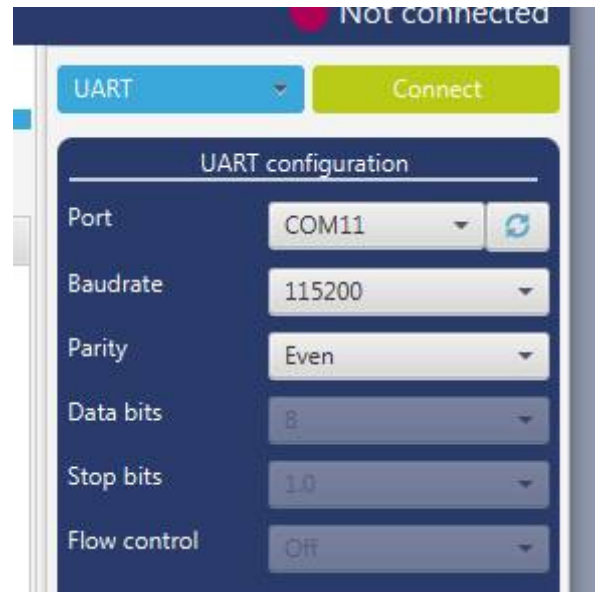 Not connected
UART Connect
UART configuration
Port COM11
Baudrate 115200
Parity Even
Data bits 8
Stop bits 1.0
Flow control Off